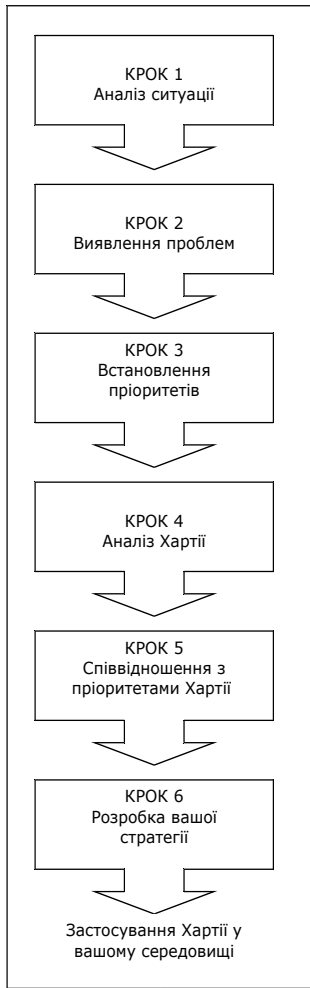 КРОК 1
Аналіз ситуації
КРОК 2
Виявлення проблем
КРОК 3
Встановлення
пріоритетів
КРОК 4
Аналіз Хартії
КРОК 5
Співвідношення з
пріоритетами Хартії
КРОК 6
Розробка вашої
стратегії
Застосування Хартії у
вашому середовищі